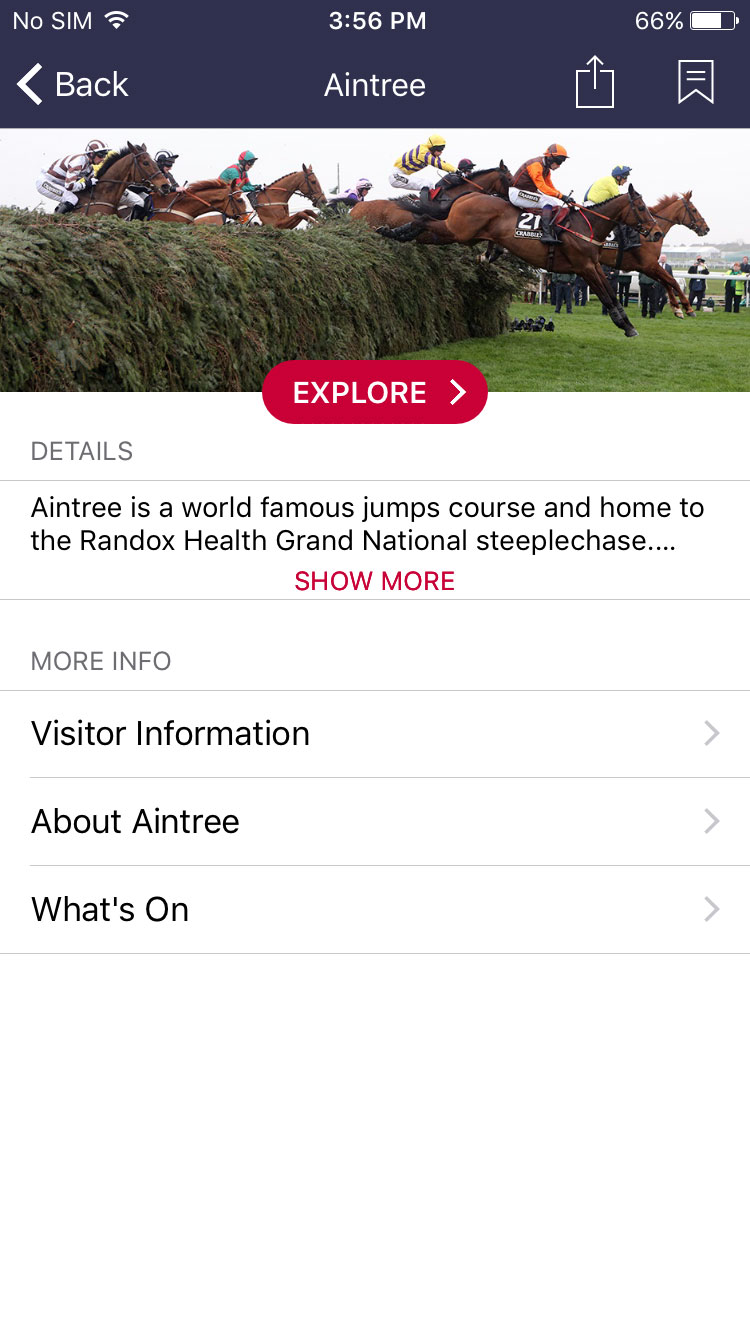 No SIM 3:56 PM 66%
Back Aintree
21
CRABBIE'S
EXPLORE
DETAILS
Aintree is a world famous jumps course and home to
the Randox Health Grand National steeplechase....
SHOW MORE
MORE INFO
Visitor Information
About Aintree
What's On